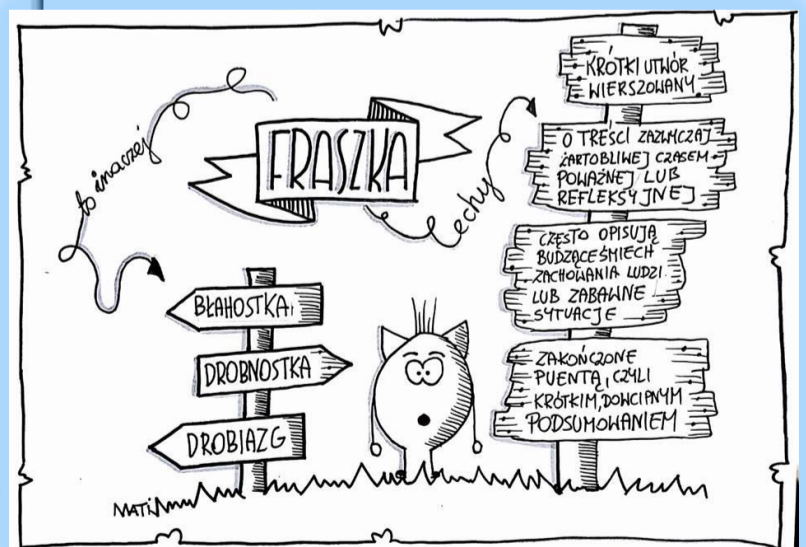 FRASZKA
to inaczej
BŁAHOSTKA,
DROBNOSTKA
DROBIAZG
cechy
KRÓTKI UTWÓR
WIERSZOWANY
O TREŚCI ZAZWYCZAJ
ŻARTOBLIWEJ CZASEM
POWAŻNEJ LUB
REFLEKSYJNEJ
CZĘSTO OPISUJĄ
BUDZĄCE ŚMIECH
ZACHOWANIA LUDZI
LUB ZABAWNE
SYTUACJE
ZAKOŃCZONE
PUENTĄ, CZYLI
KRÓTKIM, DOWCIPNYM
PODSUMOWANIEM
MATI